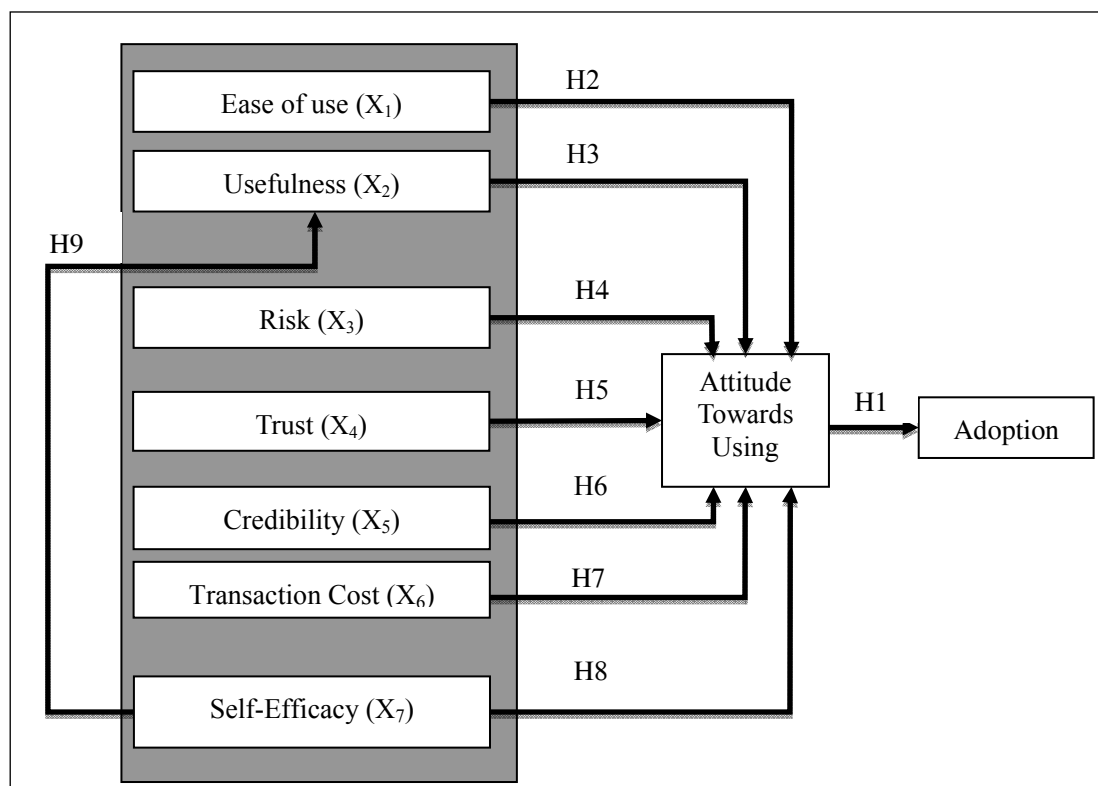 H2
Ease of use (X₁)
H3
Usefulness (X₂)
H9
H4
Risk (X₃)
Attitude
Towards
Using
H5
Trust (X₄)
H1
Adoption
H6
Credibility (X₅)
H7
Transaction Cost (X₆)
H8
Self-Efficacy (X₇)